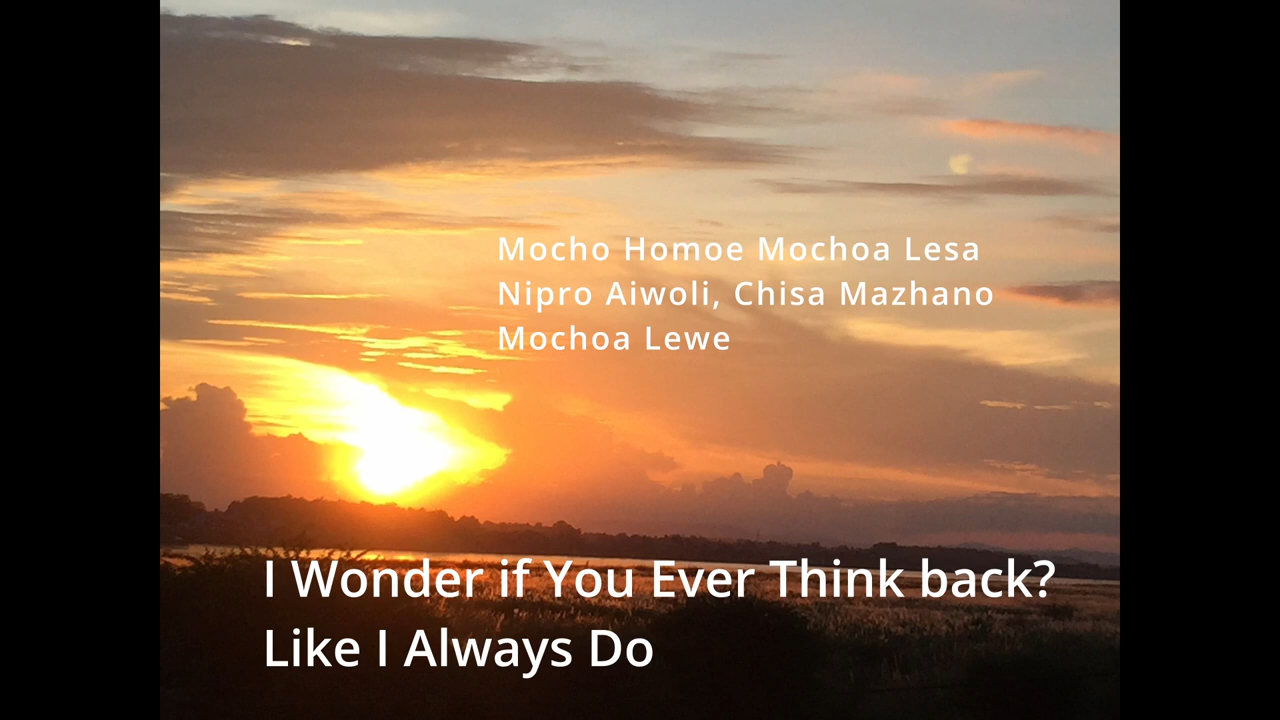 Mocho Homoe Mochoa Lesa
Nipro Aiwoli, Chisa Mazhano
Mochoa Lewe
I Wonder if You Ever Think back?
Like I Always Do